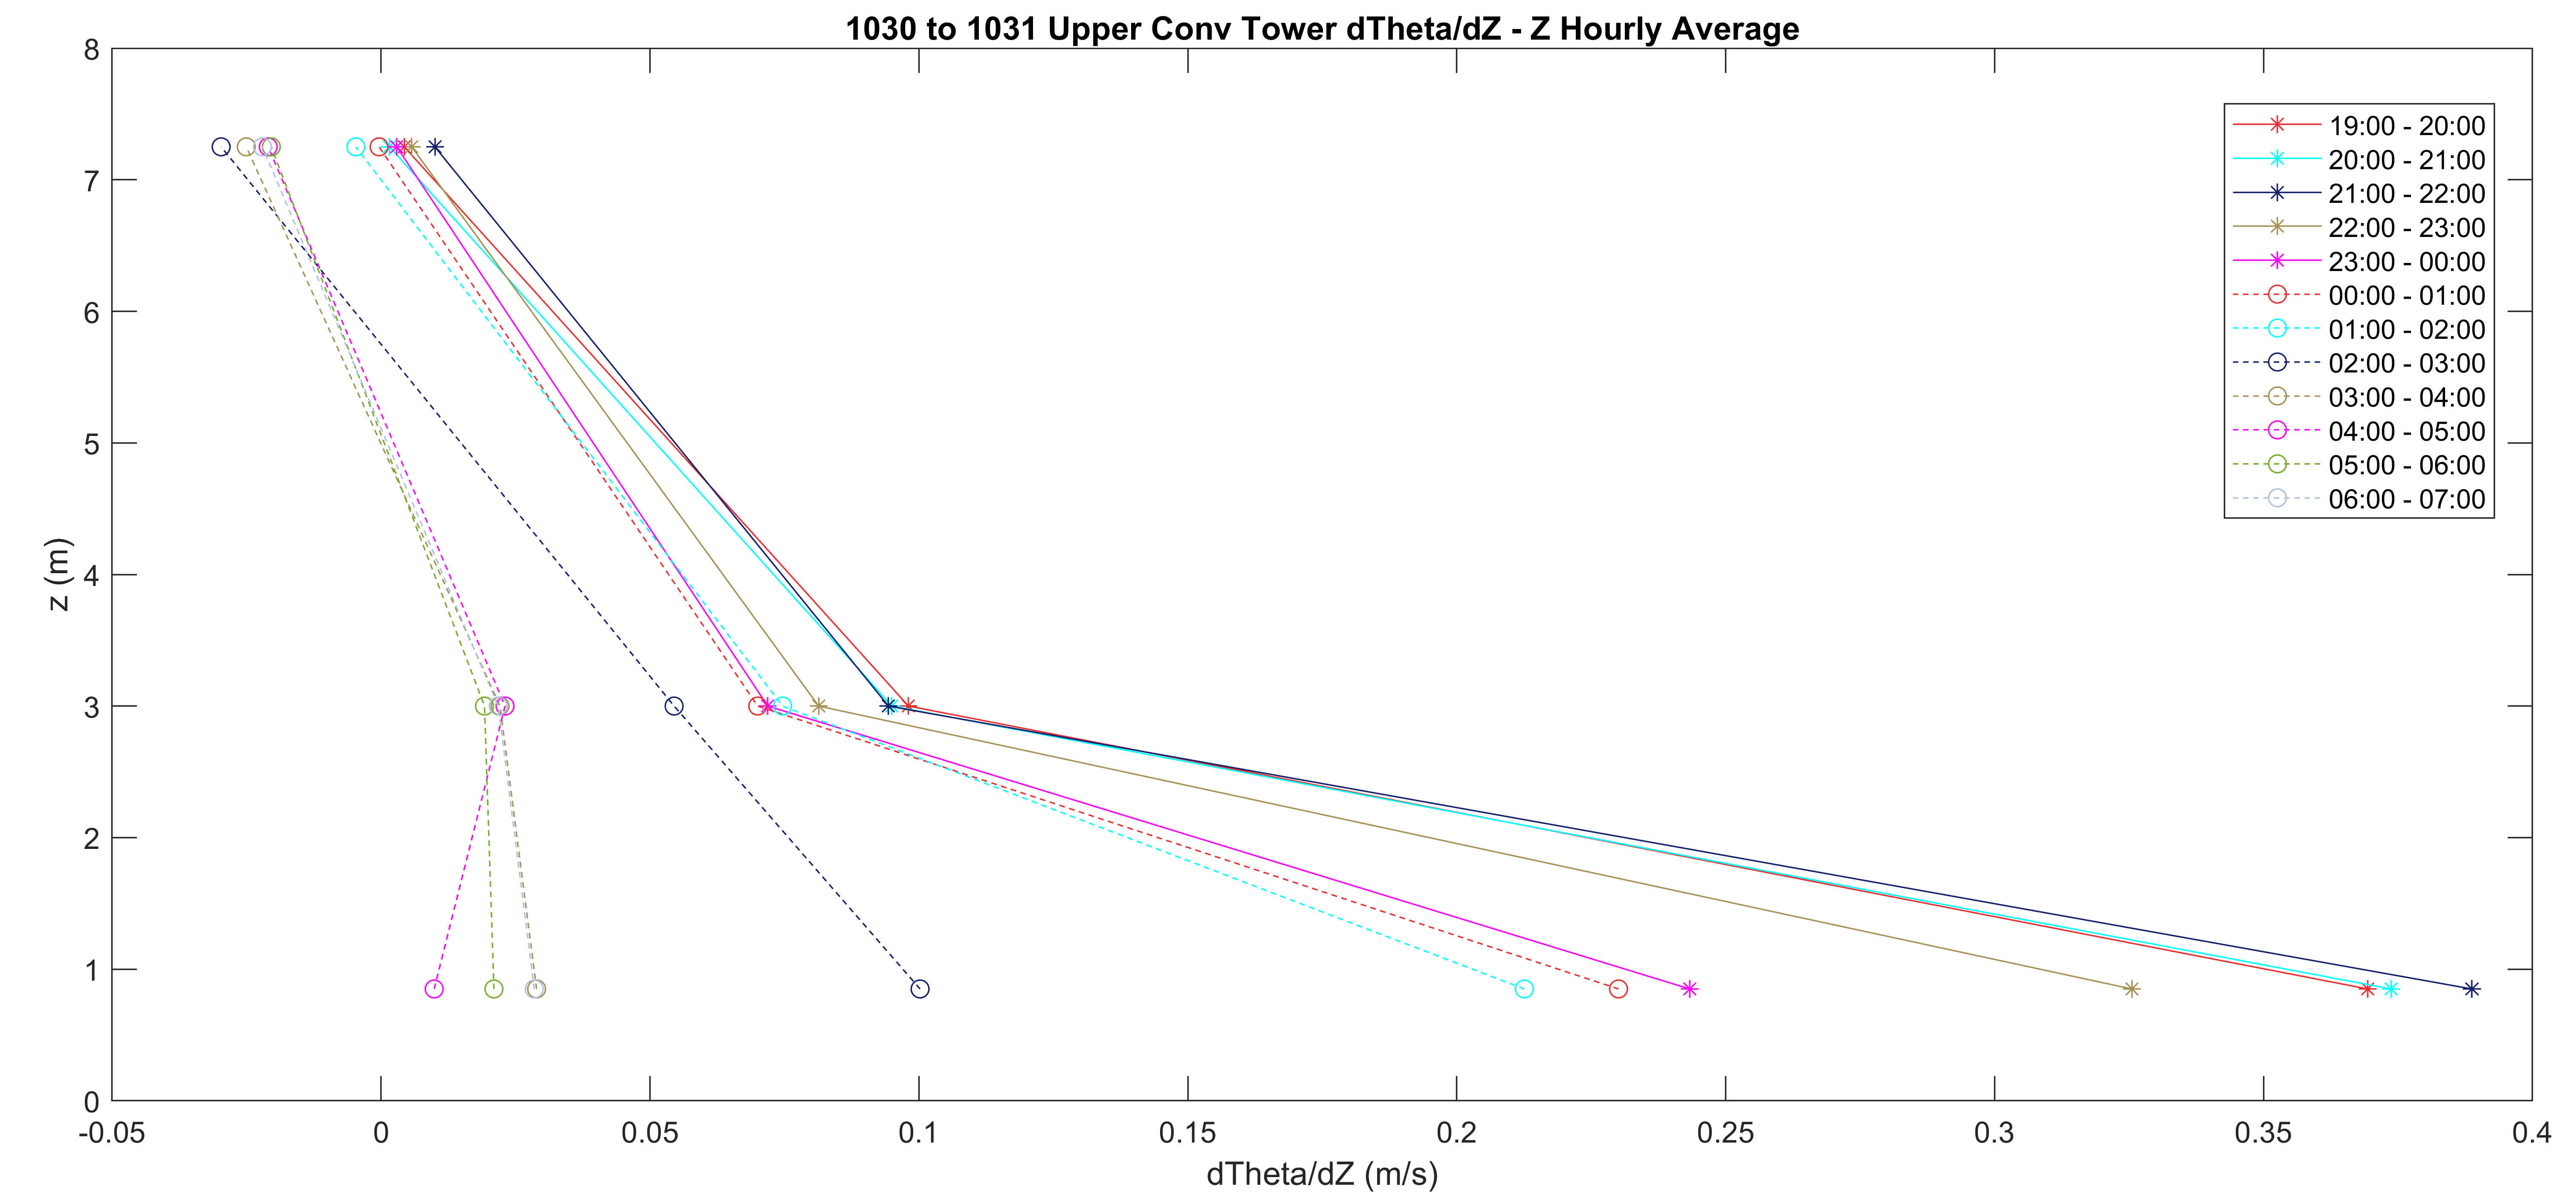 1030 to 1031 Upper Conv Tower dTheta/dZ - Z Hourly Average
8
7
6
5
4
3
2
1
0
z (m)
19:00 - 20:00
20:00 - 21:00
21:00 - 22:00
22:00 - 23:00
23:00 - 00:00
00:00 - 01:00
01:00 - 02:00
02:00 - 03:00
03:00 - 04:00
04:00 - 05:00
05:00 - 06:00
06:00 - 07:00
-0.05 0 0.05 0.1 0.15 0.2 0.25 0.3 0.35 0.4
dTheta/dZ (m/s)